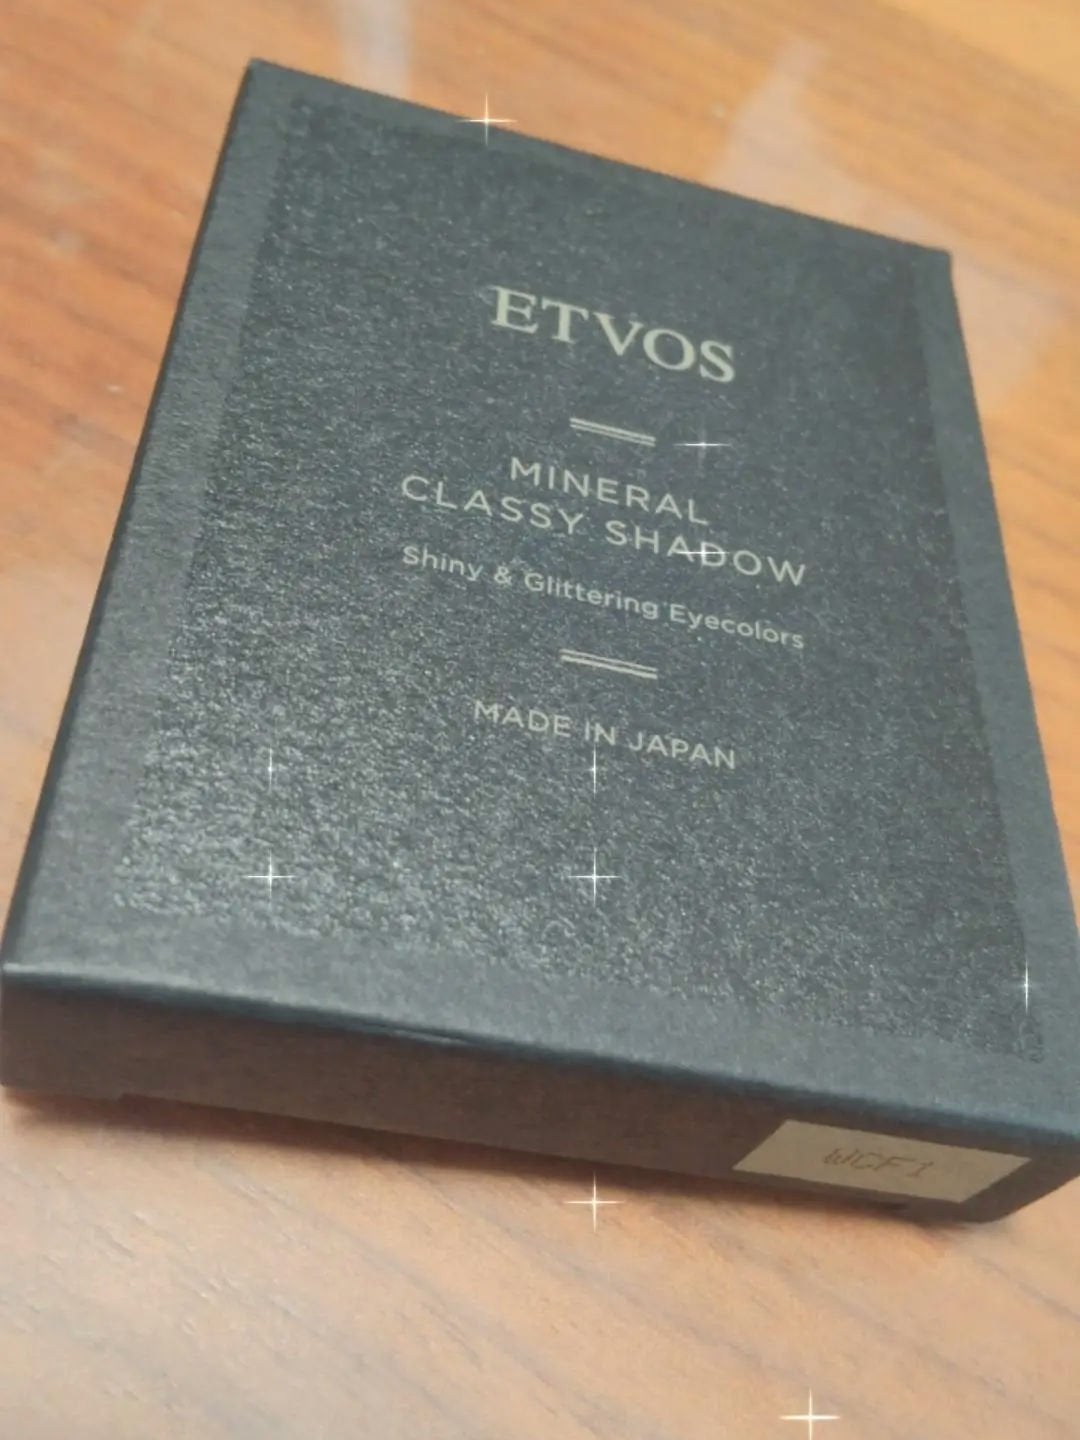 ETVOS
MINERAL
CLASSY SHADOW
Shiny & Glittering Eyecolors
MADE IN JAPAN
WCF1